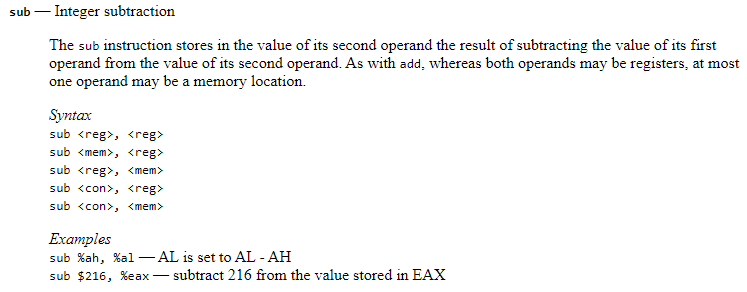 sub — Integer subtraction
The sub instruction stores in the value of its second operand the result of subtracting the value of its first
operand from the value of its second operand. As with add, whereas both operands may be registers, at most
one operand may be a memory location.
Syntax
sub <reg>, <reg>
sub <mem>, <reg>
sub <reg>, <mem>
sub <con>, <reg>
sub <con>, <mem>
Examples
sub %ah, %al — AL is set to AL - AH
sub $216, %eax — subtract 216 from the value stored in EAX